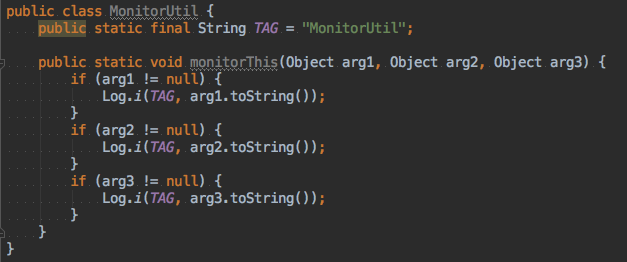 public class MonitorUtil {
    public static final String TAG = "MonitorUtil";

    public static void monitorThis(Object arg1, Object arg2, Object arg3) {
        if (arg1 != null) {
            Log.i(TAG, arg1.toString());
        }
        if (arg2 != null) {
            Log.i(TAG, arg2.toString());
        }
        if (arg3 != null) {
            Log.i(TAG, arg3.toString());
        }
    }
}